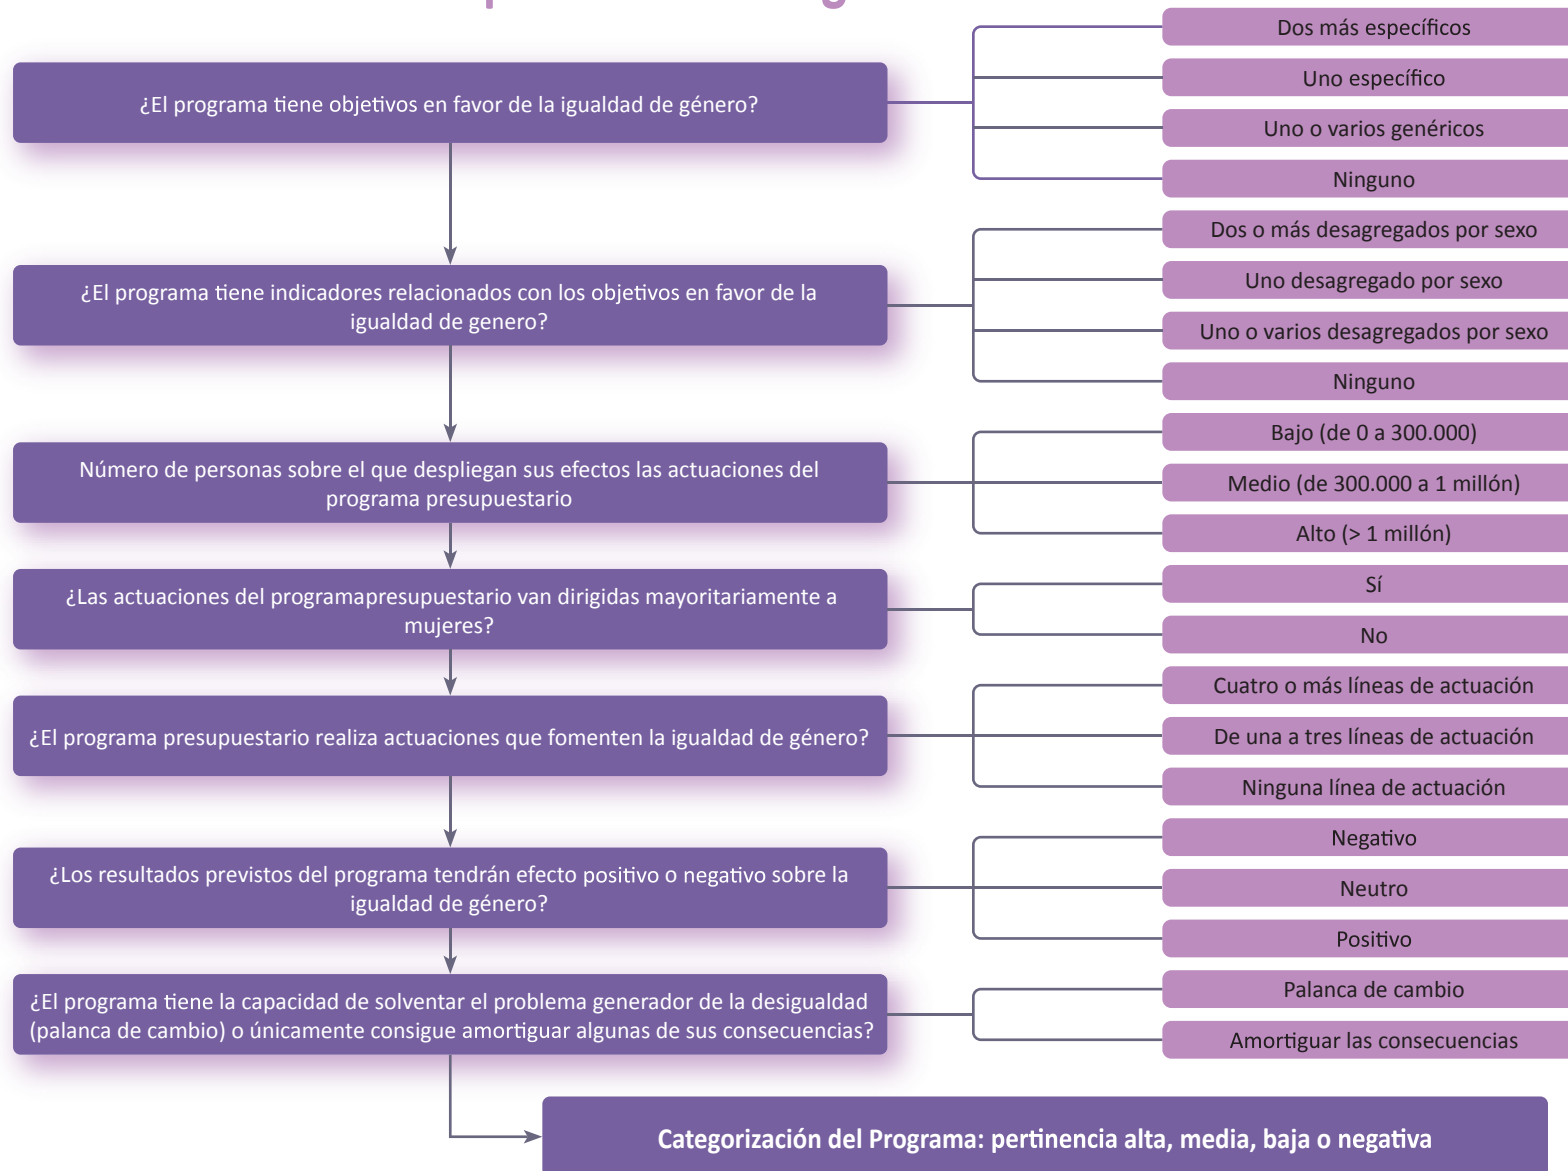 Dos más específicos
¿El programa tiene objetivos en favor de la igualdad de género?
Uno específico
Uno o varios genéricos
Ninguno
¿El programa tiene indicadores relacionados con los objetivos en favor de la
igualdad de genero?
Dos o más desagregados por sexo
Uno desagregado por sexo
Uno o varios desagregados por sexo
Ninguno
Número de personas sobre el que despliegan sus efectos las actuaciones del
programa presupuestario
Bajo (de 0 a 300.000)
Medio (de 300.000 a 1 millón)
Alto (> 1 millón)
¿Las actuaciones del programapresupuestario van dirigidas mayoritariamente a
mujeres?
Sí
No
¿El programa presupuestario realiza actuaciones que fomenten la igualdad de género?
Cuatro o más líneas de actuación
De una a tres líneas de actuación
Ninguna línea de actuación
¿Los resultados previstos del programa tendrán efecto positivo o negativo sobre la
igualdad de género?
Negativo
Neutro
Positivo
¿El programa tiene la capacidad de solventar el problema generador de la desigualdad
(palanca de cambio) o únicamente consigue amortiguar algunas de sus consecuencias?
Palanca de cambio
Amortiguar las consecuencias
Categorización del Programa: pertinencia alta, media, baja o negativa